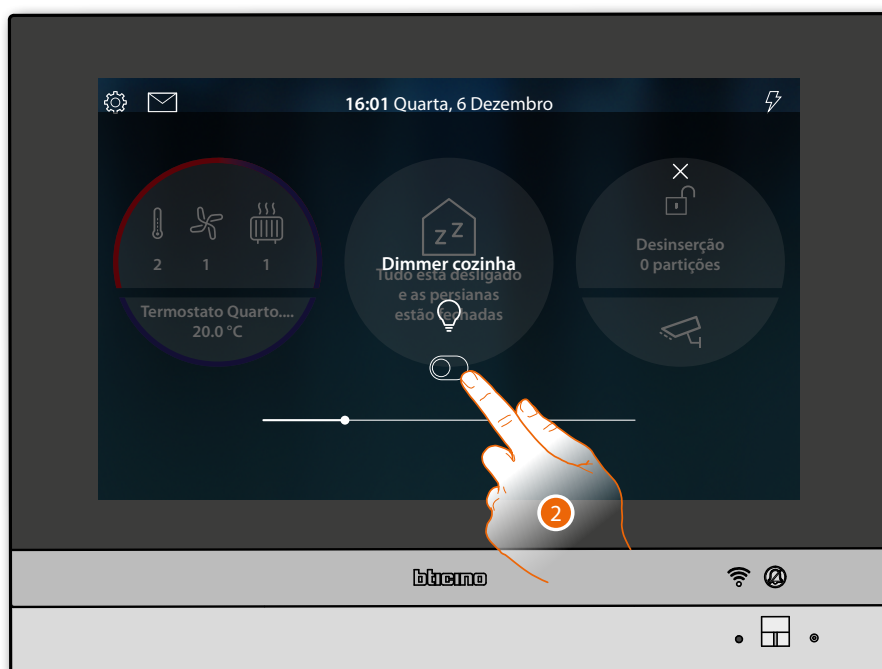 16:01 Quarta, 6 Dezembro
2 1 1
Termostato Quarto....
20.0 °C
Dimmer cozinha
Tudo está desligado
e as persianas
estão fechadas
Desinserção
0 partições
2
bticino